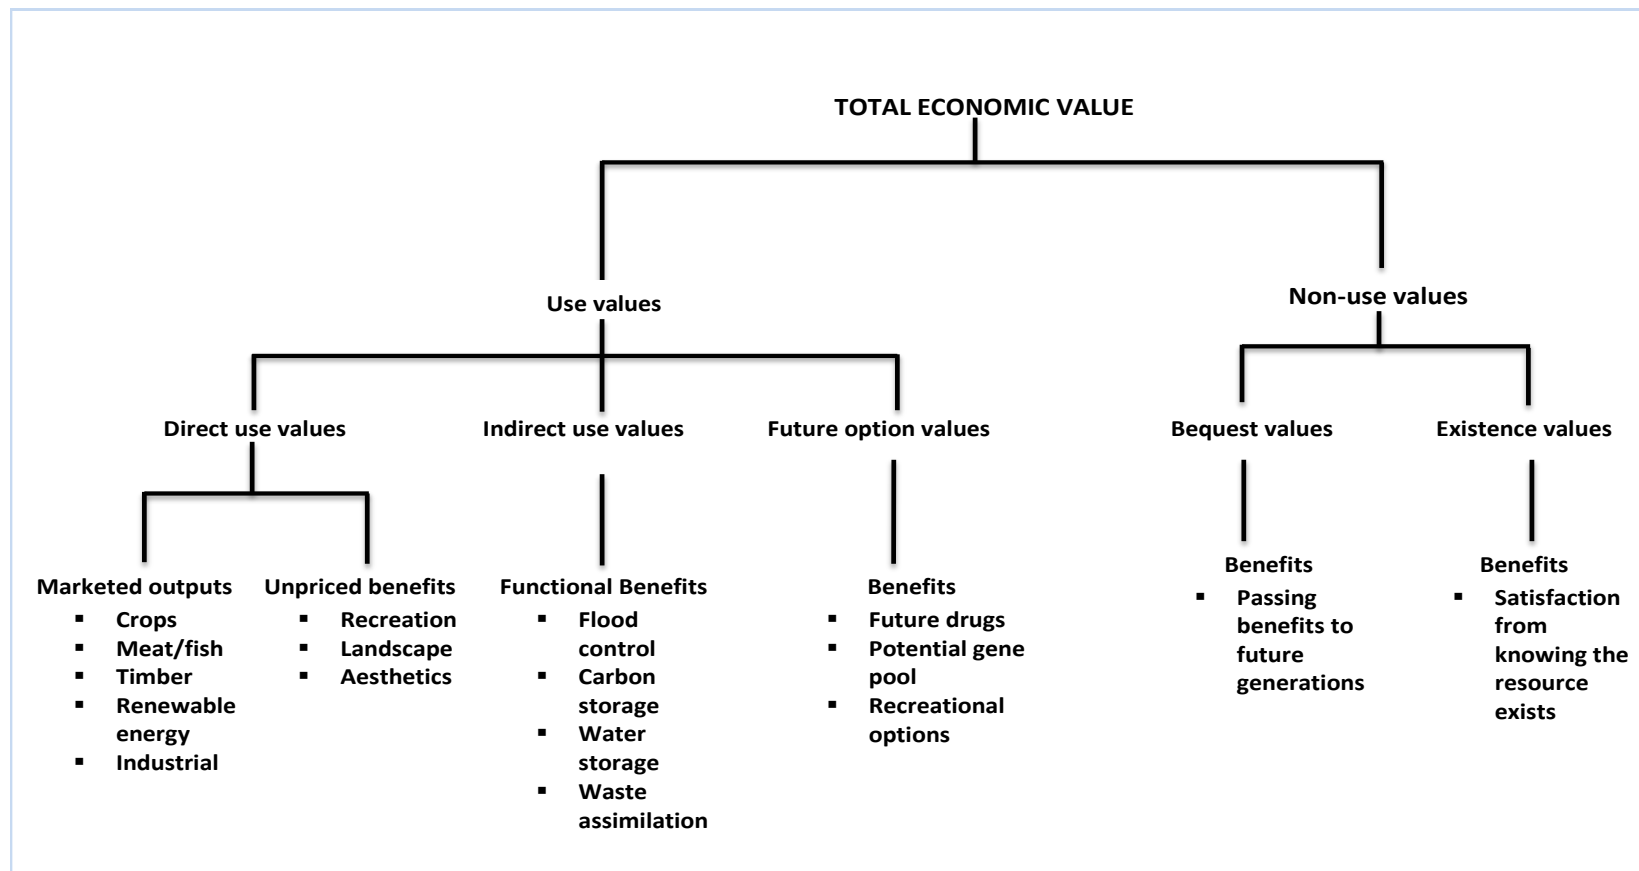 TOTAL ECONOMIC VALUE
Use values
Non-use values
Direct use values
Indirect use values
Future option values
Bequest values
Existence values
Marketed outputs
▪ Crops
▪ Meat/fish
▪ Timber
▪ Renewable
energy
▪ Industrial
Unpriced benefits
▪ Recreation
▪ Landscape
▪ Aesthetics
Functional Benefits
▪ Flood
control
▪ Carbon
storage
▪ Water
storage
▪ Waste
assimilation
Benefits
▪ Future drugs
▪ Potential gene
pool
▪ Recreational
options
Benefits
▪ Passing
benefits to
future
generations
Benefits
▪ Satisfaction
from
knowing the
resource
exists